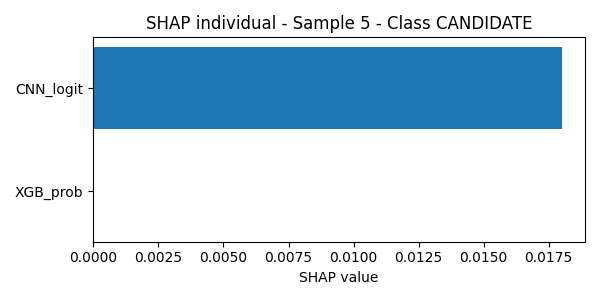 SHAP individual - Sample 5 - Class CANDIDATE
CNN_logit
XGB_prob
0.0000 0.0025 0.0050 0.0075 0.0100 0.0125 0.0150 0.0175
SHAP value